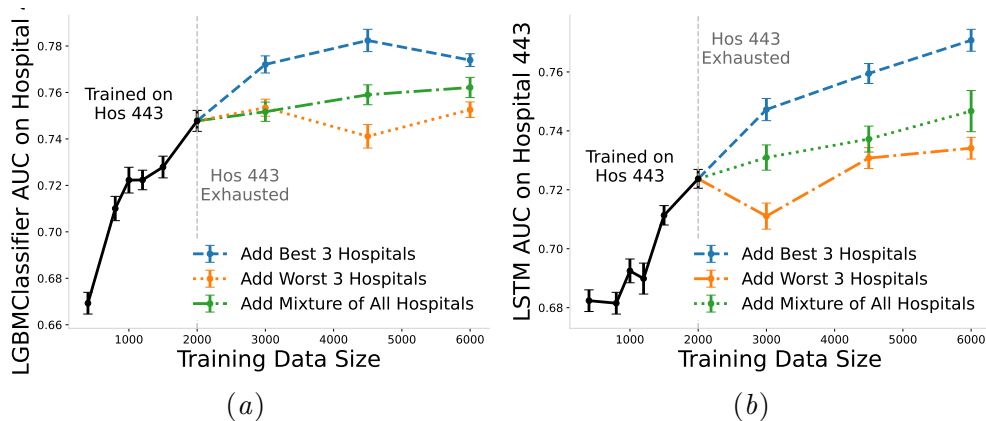 LGBMClassifier AUC on Hospital
0.78
0.76
0.74
0.72
0.70
0.68
0.66
Trained on
Hos 443
Hos 443
Exhausted
Add Best 3 Hospitals
Add Worst 3 Hospitals
Add Mixture of All Hospitals
1000 2000 3000 4000 5000 6000
Training Data Size
(a)
LSTM AUC on Hospital 443
0.76
0.74
0.72
0.70
0.68
Hos 443
Exhausted
Trained on
Hos 443
Add Best 3 Hospitals
Add Worst 3 Hospitals
Add Mixture of All Hospitals
1000 2000 3000 4000 5000 6000
Training Data Size
(b)